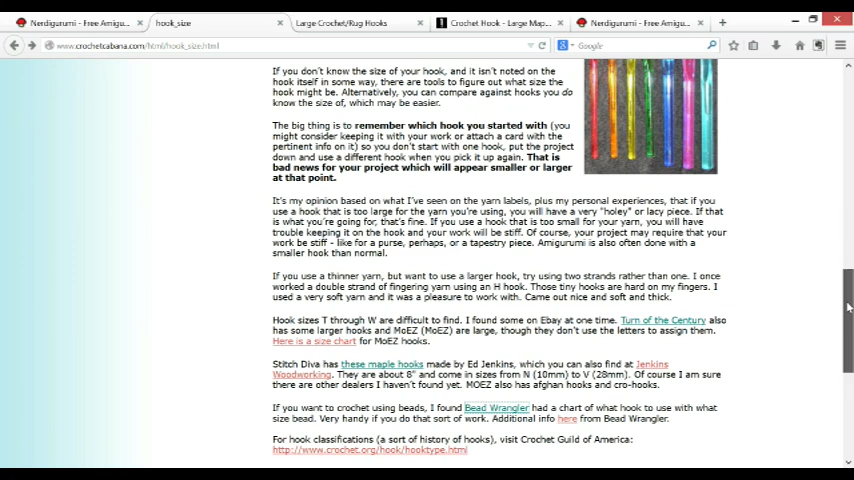 Nerdigurumi - Free Amigu...
hook_size
Large Crochet/Rug Hooks
Crochet Hook - Large Map...
Nerdigurumi - Free Amigu...
www.crochetcabana.com/html/hook_size.html
Google
If you don't know the size of your hook, and it isn't noted on the
hook itself in some way, there are tools to figure out what size the
hook might be. Alternatively, you can compare against hooks you do
know the size of, which may be easier.
The big thing is to remember which hook you started with (you
might consider keeping it with your work or attach a card with the
pertinent info on it) so you don't start with one hook, put the project
down and use a different hook when you pick it up again. That is
bad news for your project which will appear smaller or larger
at that point.
It's my opinion based on what I've seen on the yarn labels, plus my personal experiences, that if you
use a hook that is too large for the yarn you're using, you will have a very "holey" or lacy piece. If that
is what you're going for, that's fine. If you use a hook that is too small for your yarn, you will have
trouble keeping it on the hook and your work will be stiff. Of course, your project may require that your
work be stiff - like for a purse, perhaps, or a tapestry piece. Amigurumi is also often done with a
smaller hook than normal.
If you use a thinner yarn, but want to use a larger hook, try using two strands rather than one. I once
worked a double strand of fingering yarn using an H hook. Those tiny hooks are hard on my fingers. I
used a very soft yarn and it was a pleasure to work with. Came out nice and soft and thick.
Hook sizes T through W are difficult to find. I found some on Ebay at one time. Turn of the Century also
has some larger hooks and MoEZ (MoEZ) are large, though they don't use the letters to assign them.
Here is a size chart for MoEZ hooks.
Stitch Diva has these maple hooks made by Ed Jenkins, which you can also find at Jenkins
Woodworking. They are about 8" and come in sizes from N (10mm) to V (28mm). Of course I am sure
there are other dealers I haven't found yet. MOEZ also has afghan hooks and cro-hooks.
If you want to crochet using beads, I found Bead Wrangler had a chart of what hook to use with what
size bead. Very handy if you do that sort of work. Additional info here from Bead Wrangler.
For hook classifications (a sort of history of hooks), visit Crochet Guild of America:
http://www.crochet.org/hook/hooktype.html